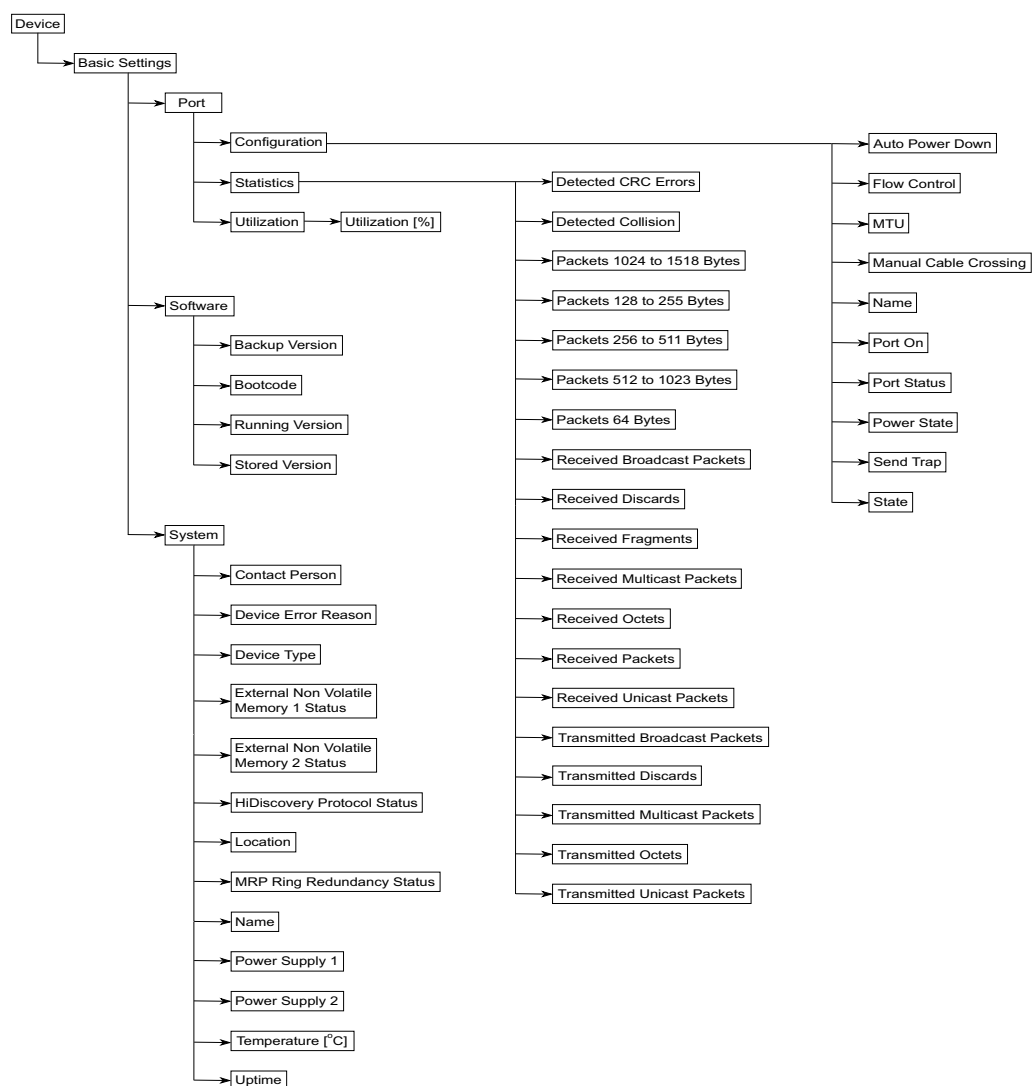 Device
Basic Settings
Port
Configuration
Statistics
Utilization
Utilization [%]
Auto Power Down
Flow Control
MTU
Manual Cable Crossing
Name
Port On
Port Status
Power State
Send Trap
State
Detected CRC Errors
Detected Collision
Packets 1024 to 1518 Bytes
Packets 128 to 255 Bytes
Packets 256 to 511 Bytes
Packets 512 to 1023 Bytes
Packets 64 Bytes
Received Broadcast Packets
Received Discards
Received Fragments
Received Multicast Packets
Received Octets
Received Packets
Received Unicast Packets
Transmitted Broadcast Packets
Transmitted Discards
Transmitted Multicast Packets
Transmitted Octets
Transmitted Unicast Packets
Software
Backup Version
Bootcode
Running Version
Stored Version
System
Contact Person
Device Error Reason
Device Type
External Non Volatile
Memory 1 Status
External Non Volatile
Memory 2 Status
HiDiscovery Protocol Status
Location
MRP Ring Redundancy Status
Name
Power Supply 1
Power Supply 2
Temperature [°C]
Uptime